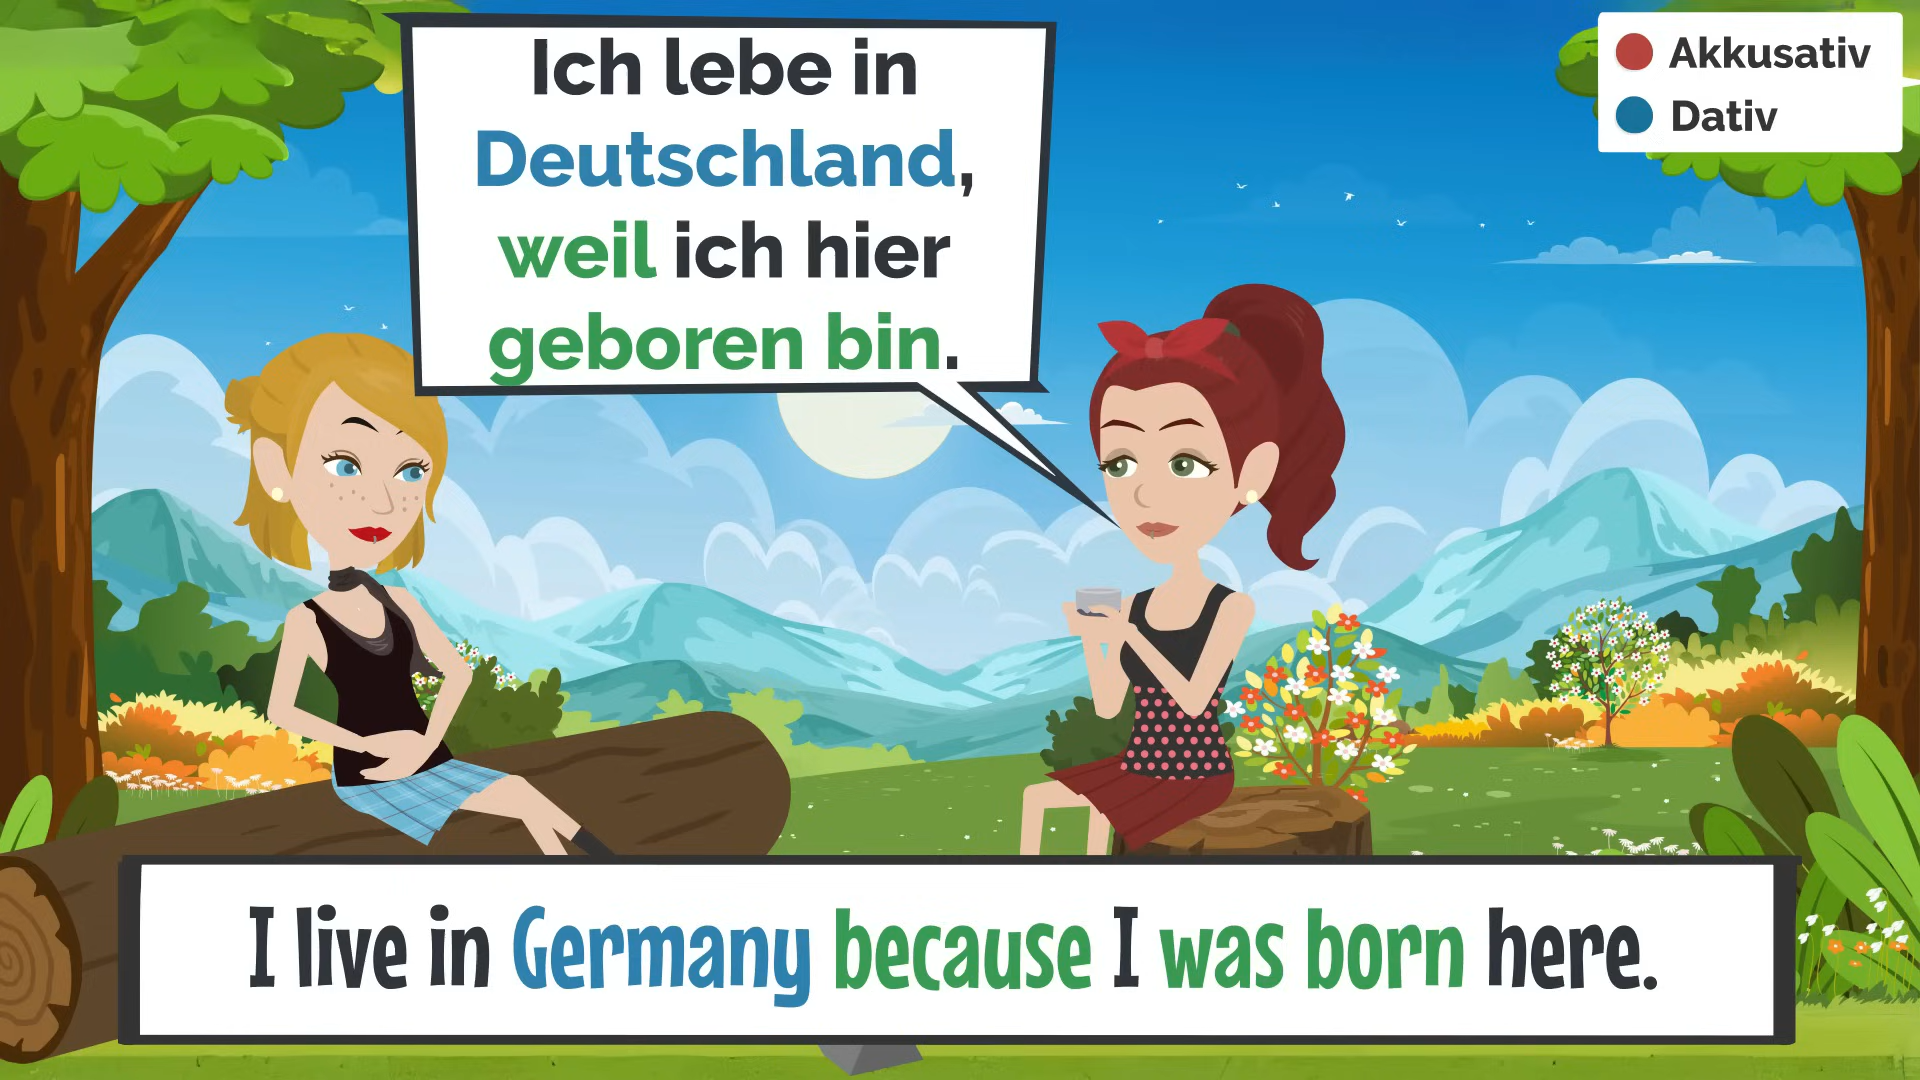 Ich lebe in
Deutschland,
weil ich hier
geboren bin.
Akkusativ
Dativ
I live in Germany because I was born here.